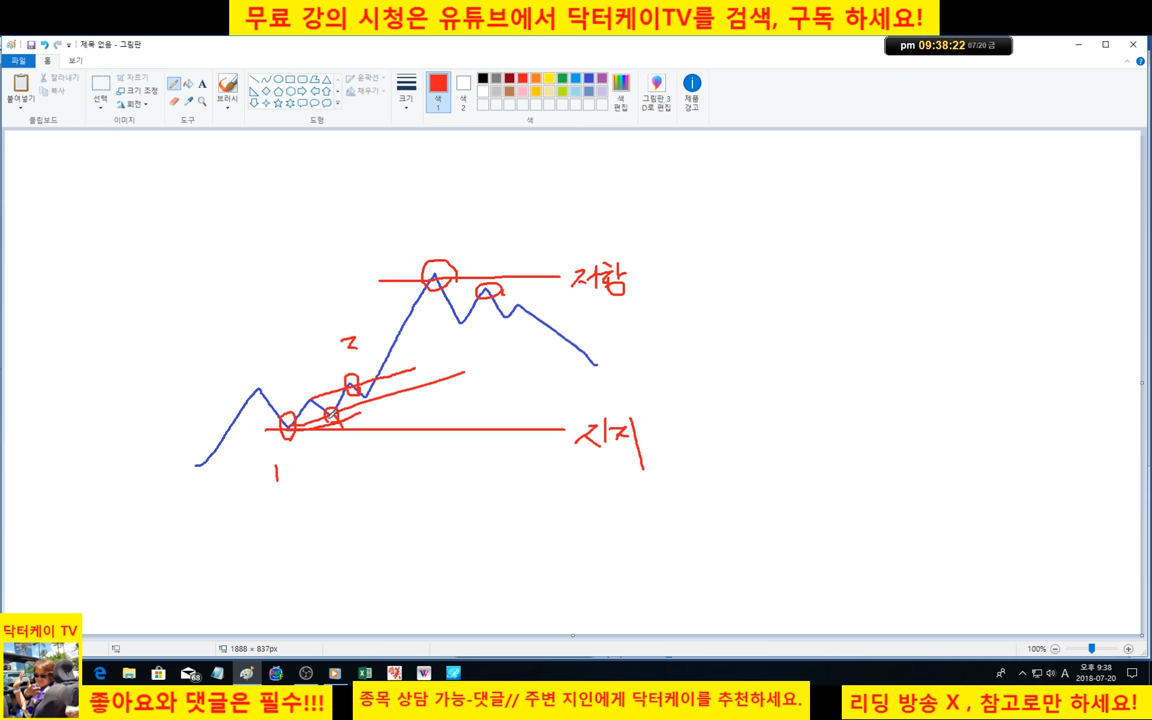 무료 강의 시청은 유튜브에서 닥터케이TV를 검색, 구독 하세요!
제목 없음 - 그림판
pm 09:38:22 07/20 금
파일 홈 보기
붙여넣기
잘라내기
복사
클립보드
선택
자르기
크기 조정
회전
이미지
A
도구
브러시
윤곽선
채우기
도형
크기
색
1
색
2
색
편집
색
그림판 3
D로 편집
제품
경고
저항
2
지지
1
1888 × 837px
100%
닥터케이 TV
68
A
오후 9:38
2018-07-20
좋아요와 댓글은 필수!!!
종목 상담 가능-댓글// 주변 지인에게 닥터케이를 추천하세요.
리딩 방송 X , 참고로만 하세요!